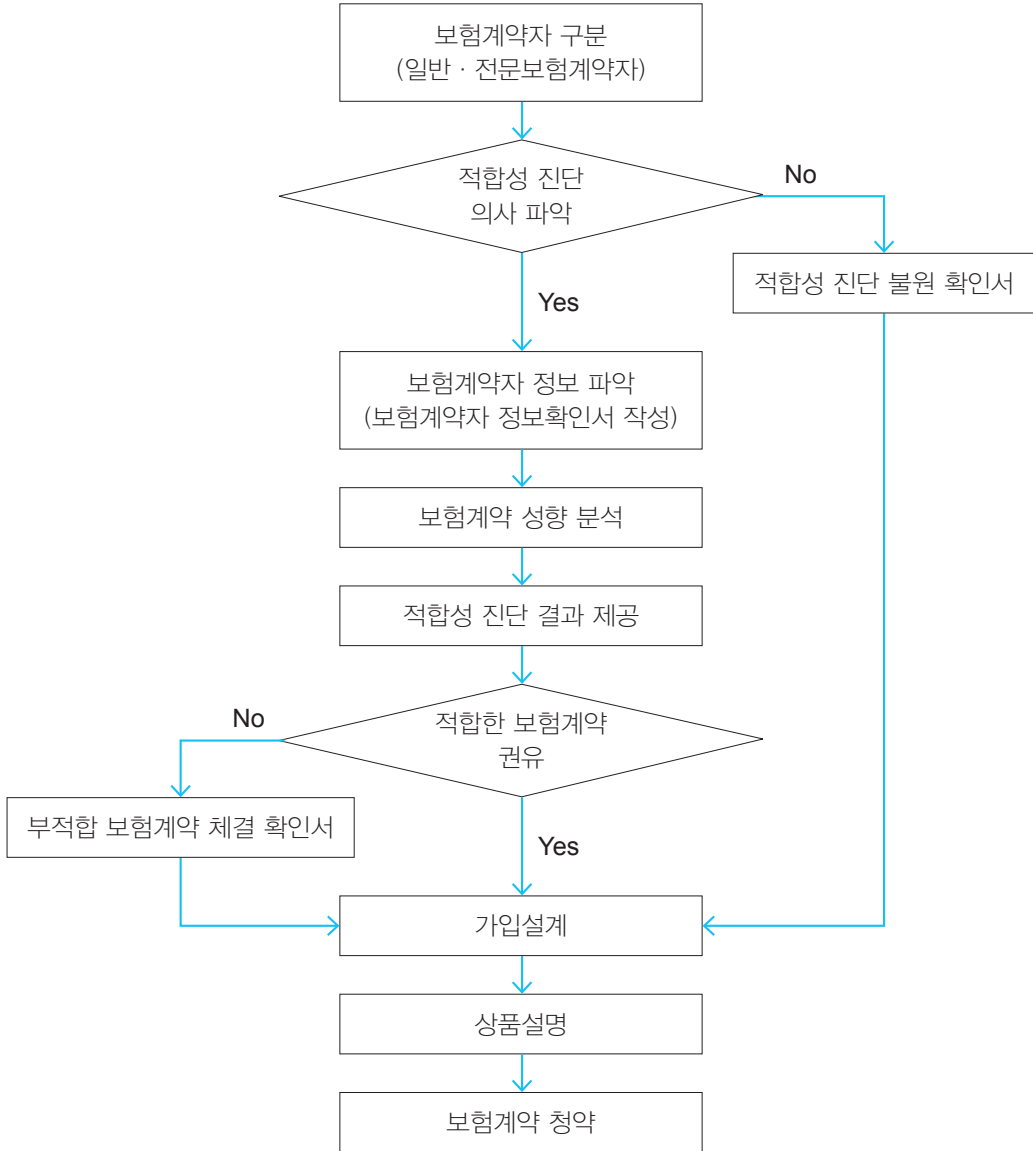 보험계약자 구분
(일반 · 전문보험계약자)
적합성 진단
의사 파악
No
적합성 진단 불원 확인서
Yes
보험계약자 정보 파악
(보험계약자 정보확인서 작성)
보험계약 성향 분석
적합성 진단 결과 제공
적합한 보험계약
권유
No
부적합 보험계약 체결 확인서
Yes
가입설계
상품설명
보험계약 청약